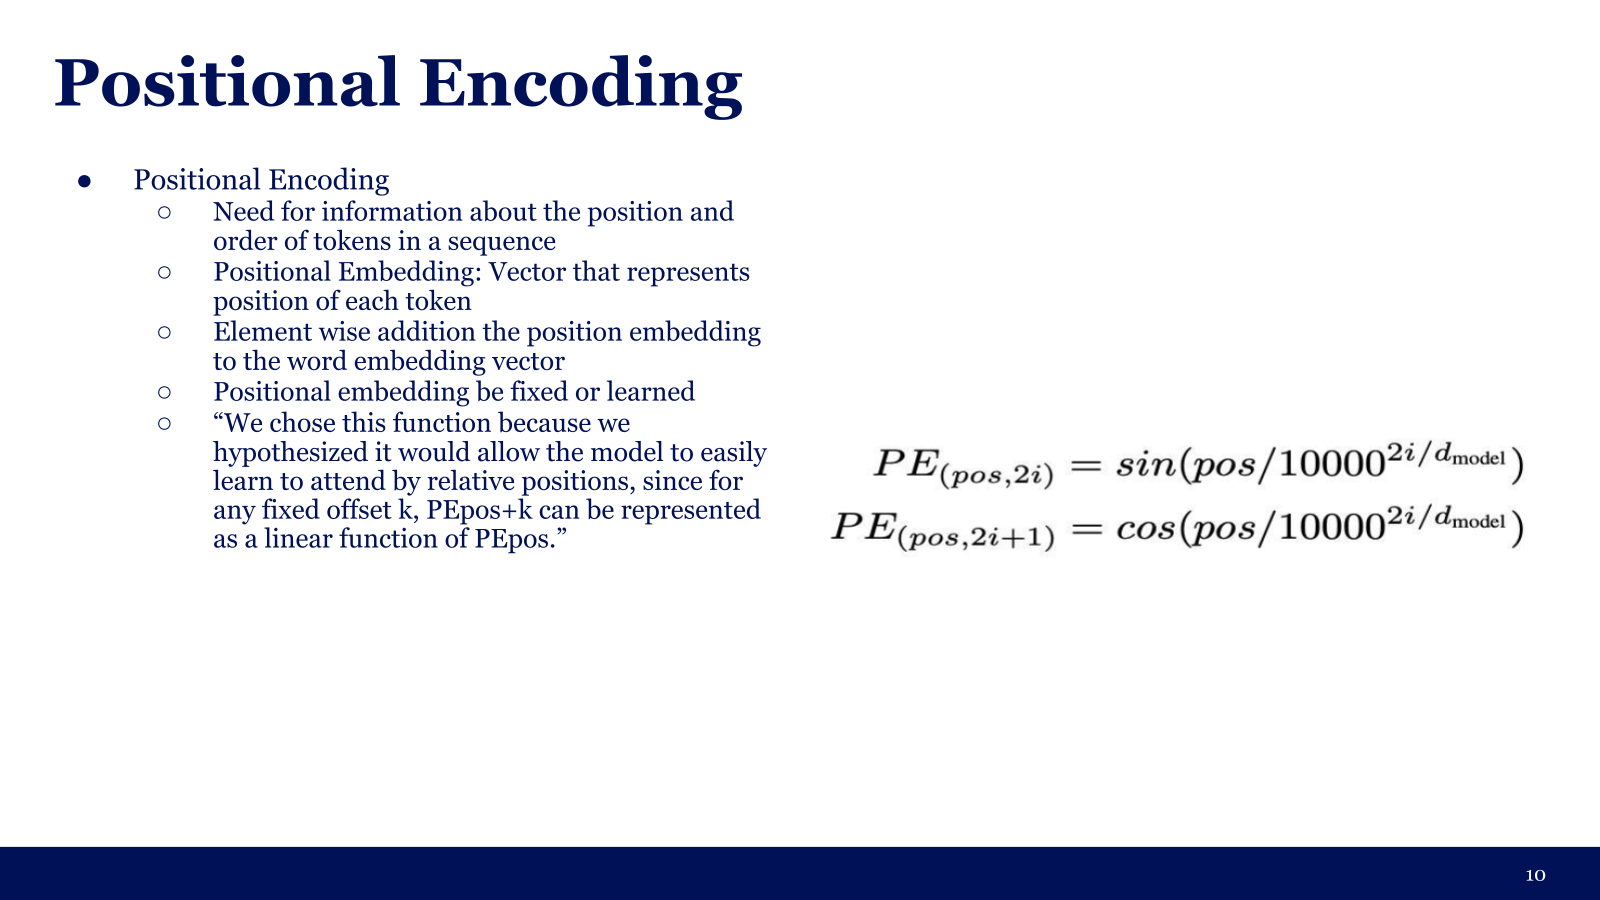 Positional Encoding
● Positional Encoding
○ Need for information about the position and
order of tokens in a sequence
○ Positional Embedding: Vector that represents
position of each token
○ Element wise addition the position embedding
to the word embedding vector
○ Positional embedding be fixed or learned
○ “We chose this function because we
hypothesized it would allow the model to easily
learn to attend by relative positions, since for
any fixed offset k, PEpos+k can be represented
as a linear function of PEpos.”
PE_{(pos,2i)} = sin(pos/10000^{2i/d_{model}})
PE_{(pos,2i+1)} = cos(pos/10000^{2i/d_{model}})
10